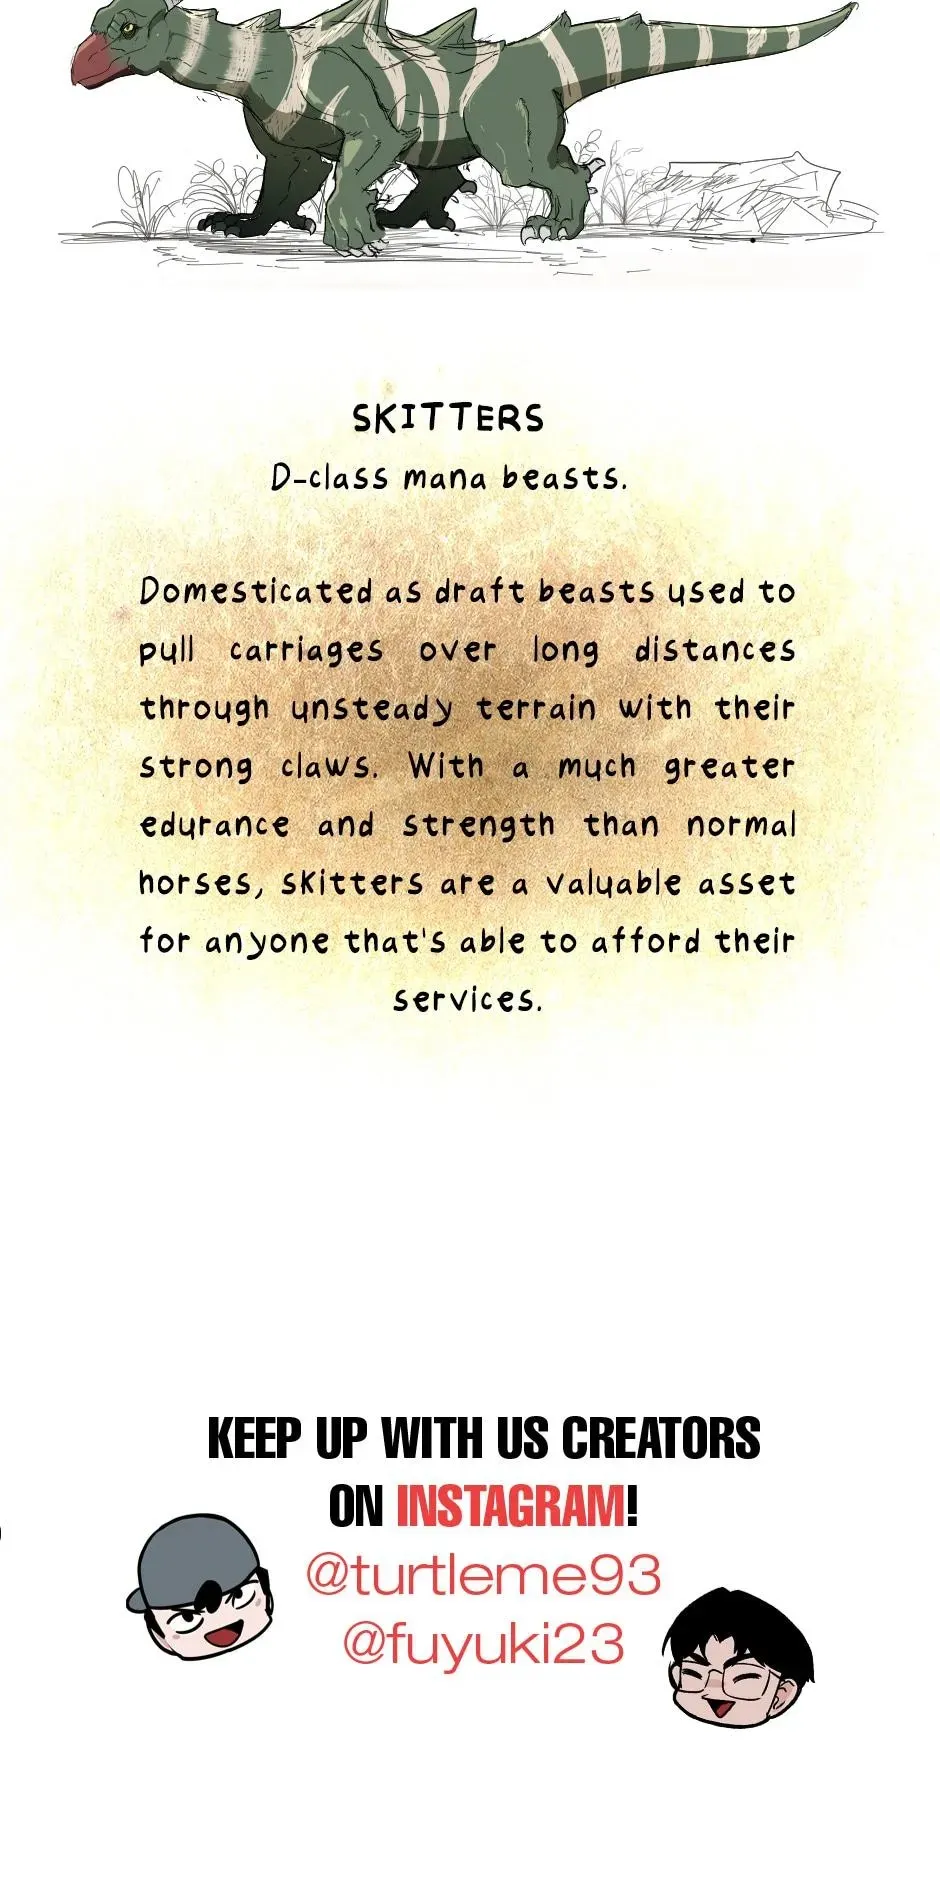 SKITTERS
D-class mana beasts.
Domesticated as draft beasts used to
pull carriages over long distances
through unsteady terrain with their
strong claws. With a much greater
edurance and strength than normal
horses, skitters are a valuable asset
for anyone that's able to afford their
services.
KEEP UP WITH US CREATORS
ON INSTAGRAM!
@turtleme93
@fuyuki23